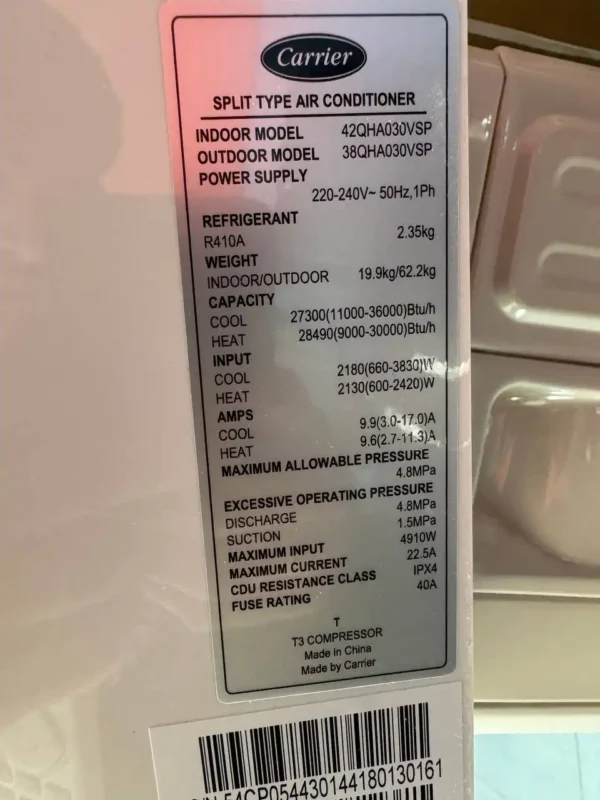 Carrier
SPLIT TYPE AIR CONDITIONER
INDOOR MODEL 42QHA030VSP
OUTDOOR MODEL 38QHA030VSP
POWER SUPPLY
220-240V~ 50Hz,1Ph
REFRIGERANT
R410A 2.35kg
WEIGHT
INDOOR/OUTDOOR 19.9kg/62.2kg
CAPACITY
COOL 27300(11000-36000)Btu/h
HEAT 28490(9000-30000)Btu/h
INPUT
COOL 2180(660-3830)W
HEAT 2130(600-2420)W
AMPS
COOL 9.9(3.0-17.0)A
HEAT 9.6(2.7-11.3)A
MAXIMUM ALLOWABLE PRESSURE
4.8MPa
EXCESSIVE OPERATING PRESSURE
DISCHARGE 4.8MPa
SUCTION 1.5MPa
MAXIMUM INPUT 4910W
MAXIMUM CURRENT 22.5A
CDU RESISTANCE CLASS IPX4
FUSE RATING 40A
T
T3 COMPRESSOR
Made in China
Made by Carrier
S/N 54CP054430144180130161